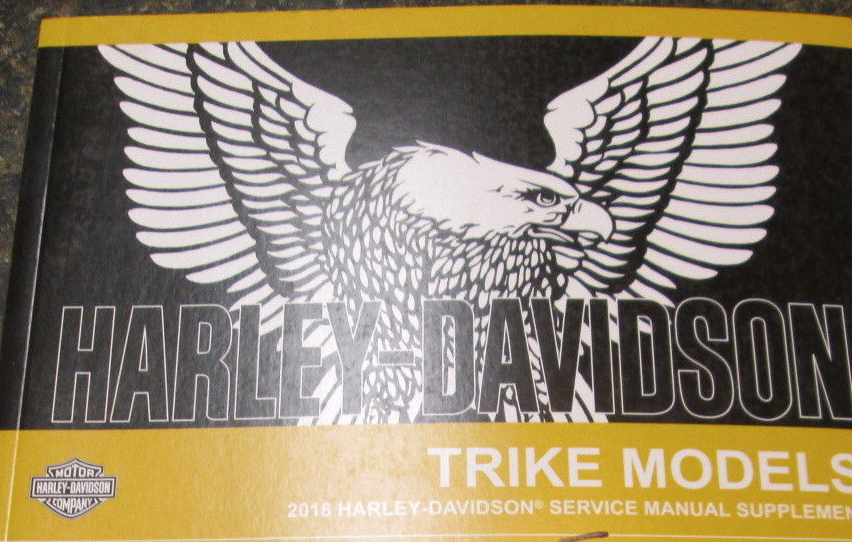 HARLEY-DAVIDSON
TRIKE MODELS
MOTOR
HARLEY-DAVIDSON
COMPANY
2018 HARLEY-DAVIDSON® SERVICE MANUAL SUPPLEMEN